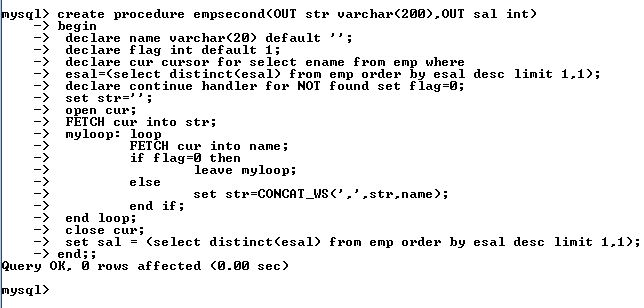 mysql> create procedure empsecond(OUT str varchar(200),OUT sal int)
    -> begin
    ->  declare name varchar(20) default '';
    ->  declare flag int default 1;
    ->  declare cur cursor for select ename from emp where
    ->  esal=(select distinct(esal) from emp order by esal desc limit 1,1);
    ->  declare continue handler for NOT found set flag=0;
    ->  set str='';
    ->  open cur;
    ->  FETCH cur into str;
    ->  myloop: loop
    ->          FETCH cur into name;
    ->          if flag=0 then
    ->                  leave myloop;
    ->          else
    ->                  set str=CONCAT_WS(',',str,name);
    ->          end if;
    ->  end loop;
    ->  close cur;
    ->  set sal = (select distinct(esal) from emp order by esal desc limit 1,1);
    -> end;;
Query OK, 0 rows affected (0.00 sec)
mysql>